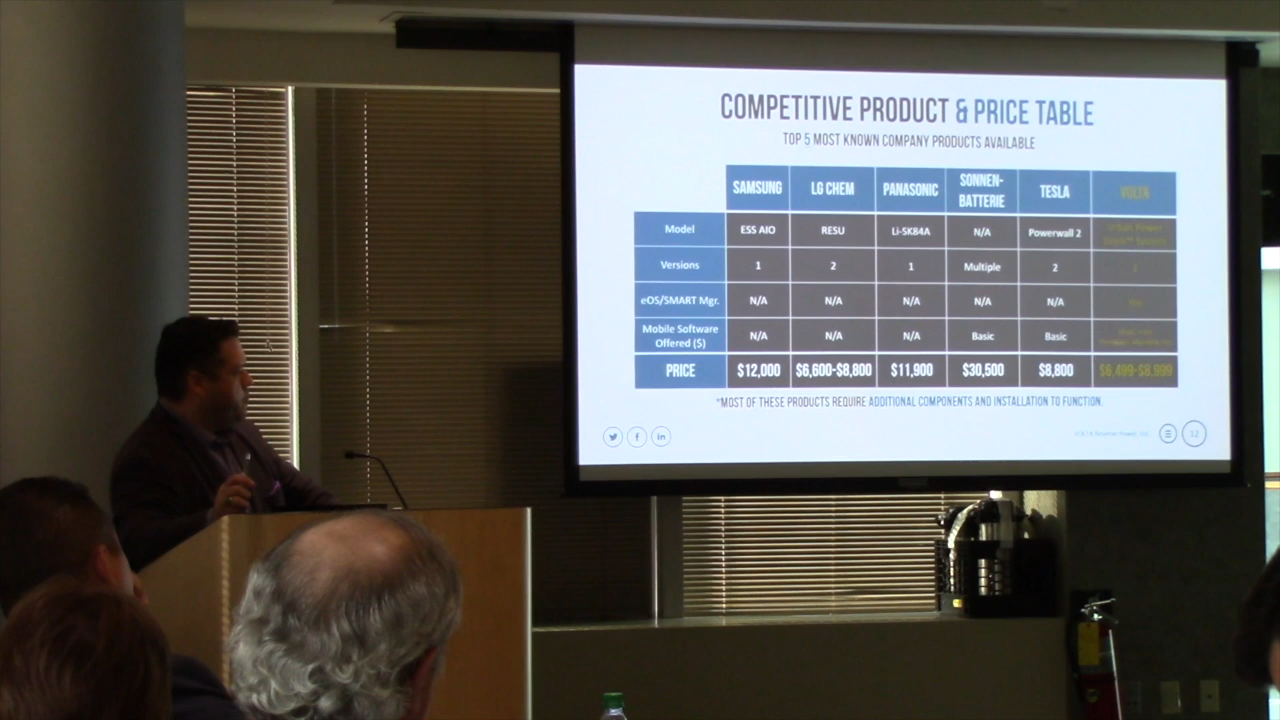 COMPETITIVE PRODUCT & PRICE TABLE
TOP 5 MOST KNOWN COMPANY PRODUCTS AVAILABLE
SAMSUNG LG CHEM PANASONIC SONNEN-BATTERIE TESLA VOLTA
Model ESS AIO RESU Li-SK84A N/A Powerwall 2
Versions 1 2 1 Multiple 2
eOS/SMART Mgr. N/A N/A N/A N/A N/A
Mobile Software Offered ($) N/A N/A N/A Basic Basic
PRICE $12,000 $6,600-$8,800 $11,900 $30,500 $8,800 $6,499-$8,999
*MOST OF THESE PRODUCTS REQUIRE ADDITIONAL COMPONENTS AND INSTALLATION TO FUNCTION.
12